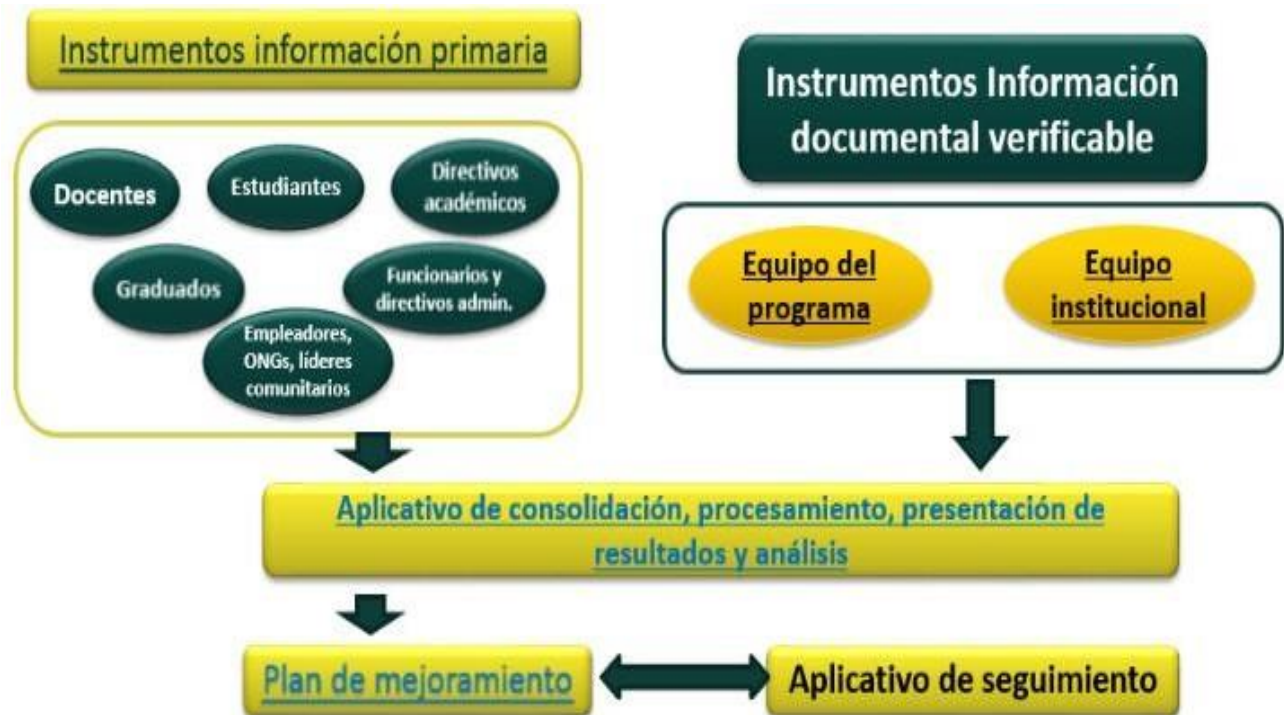 Instrumentos información primaria
Docentes
Estudiantes
Directivos
académicos
Graduados
Funcionarios y
directivos admin.
Empleadores,
ONGs, líderes
comunitarios
Instrumentos Información
documental verificable
Equipo del
programa
Equipo
institucional
Aplicativo de consolidación, procesamiento, presentación de
resultados y análisis
Plan de mejoramiento
Aplicativo de seguimiento